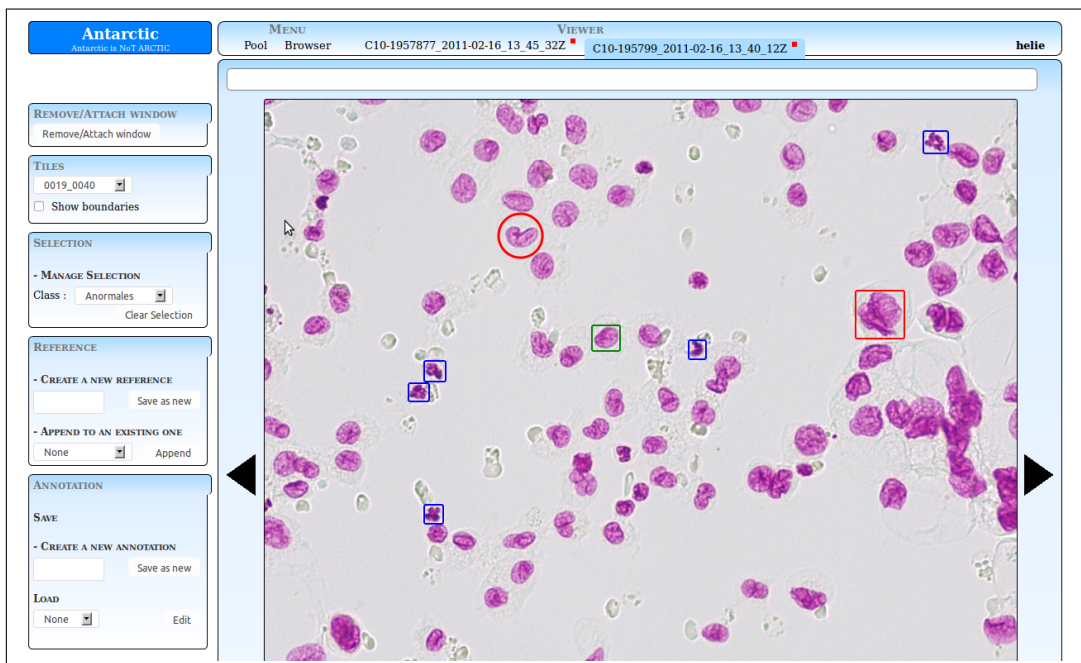 Antarctic
Antarctic is NoT ARCTIC
MENU
VIEWER
Pool Browser C10-1957877_2011-02-16_13_45_32Z C10-195799_2011-02-16_13_40_12Z helie
REMOVE/ATTACH WINDOW
Remove/Attach window
TILES
0019_0040
Show boundaries
SELECTION
- MANAGE SELECTION
Class : Anormales
Clear Selection
REFERENCE
- CREATE A NEW REFERENCE
Save as new
- APPEND TO AN EXISTING ONE
None Append
ANNOTATION
SAVE
- CREATE A NEW ANNOTATION
Save as new
LOAD
None Edit